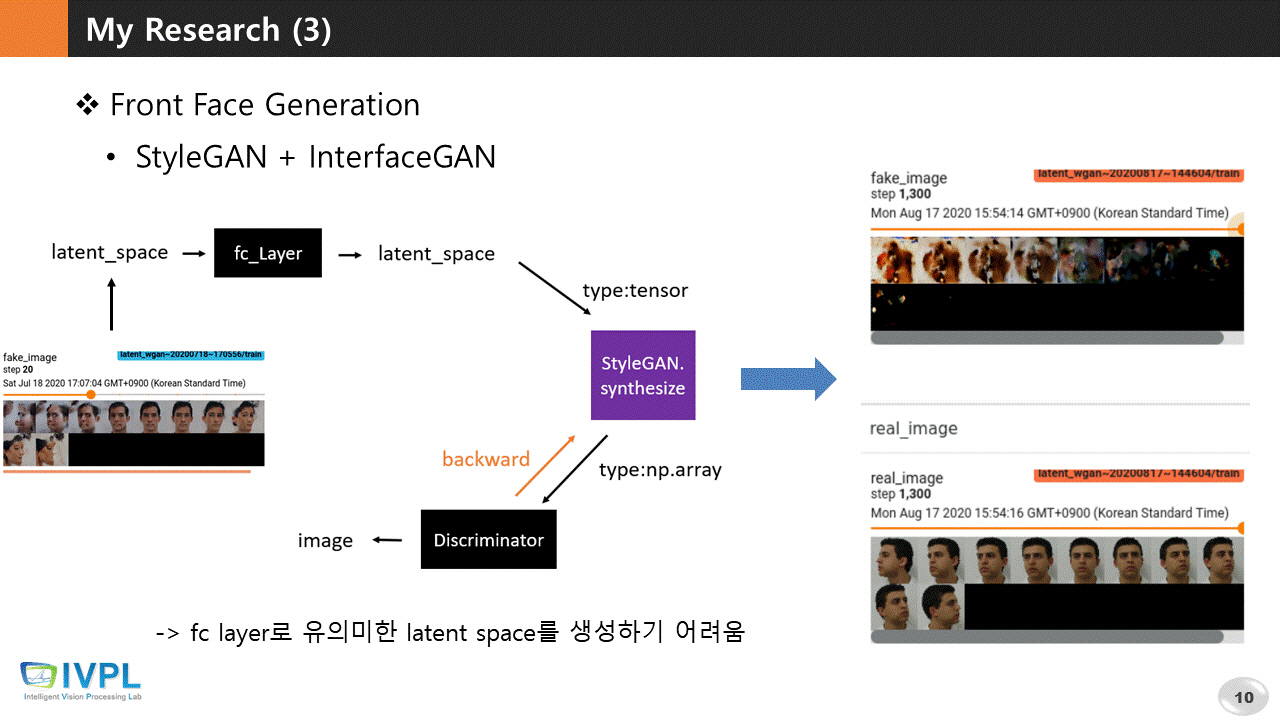 My Research (3)
❖ Front Face Generation
• StyleGAN + InterfaceGAN
latent_space
fc_Layer
latent_space
type:tensor
StyleGAN.
synthesize
backward
type:np.array
Discriminator
image
fake_image
latent_wgan~20200718~170556/train
step 20
Sat Jul 18 2020 17:07:04 GMT+0900 (Korean Standard Time)
fake_image
latent_wgan~20200817~144604/train
step 1,300
Mon Aug 17 2020 15:54:14 GMT+0900 (Korean Standard Time)
real_image
real_image
latent_wgan~20200817~144604/train
step 1,300
Mon Aug 17 2020 15:54:16 GMT+0900 (Korean Standard Time)
-> fc layer로 유의미한 latent space를 생성하기 어려움
IVPL
Intelligent Vision Processing Lab
10